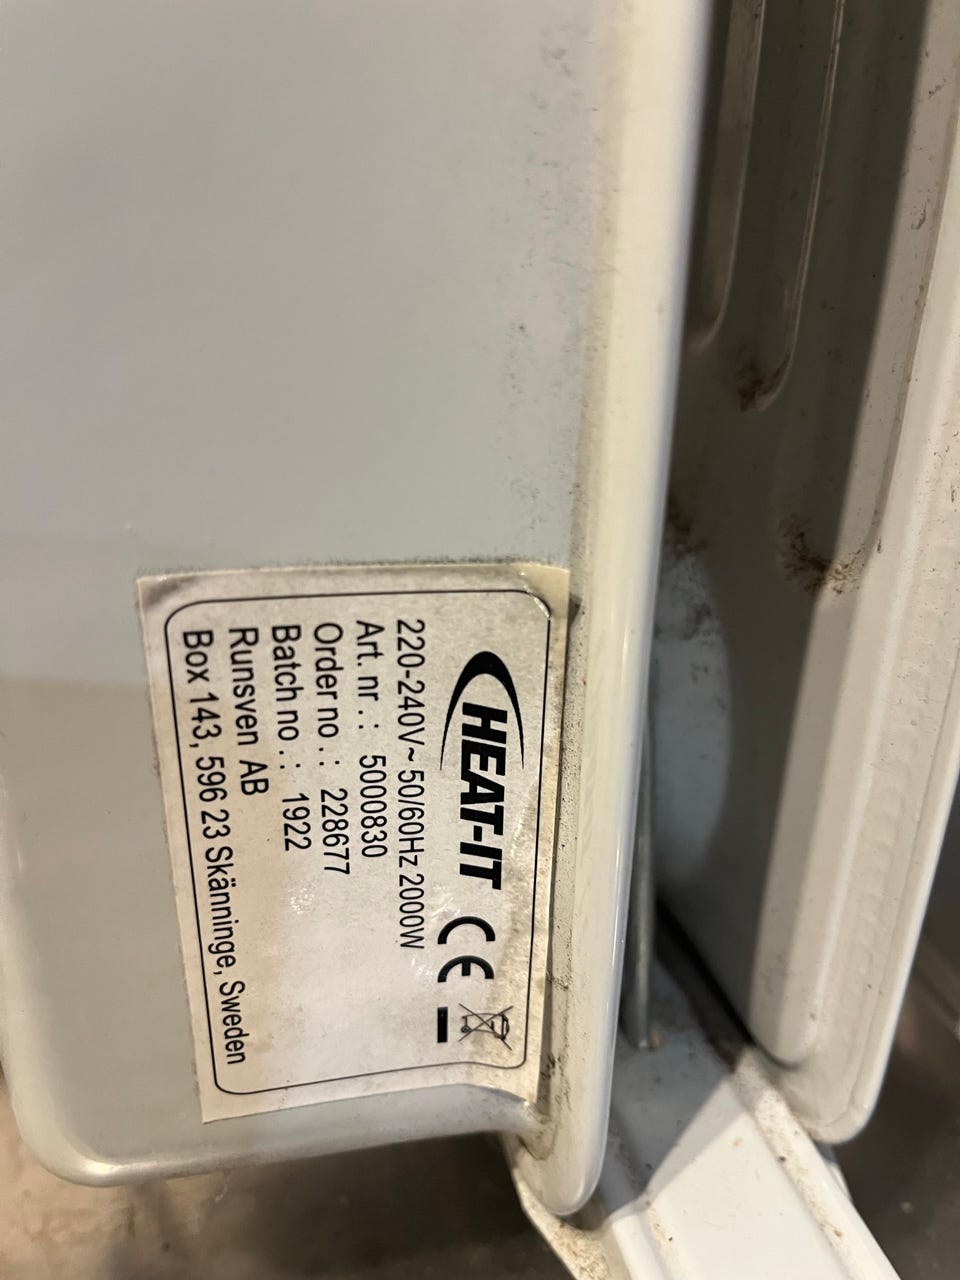 HEAT-IT CE
220-240V~ 50/60Hz 2000W
Art. nr . : 5000830
Order no . : 228677
Batch no . : 1922
Runsven AB
Box 143, 596 23 Skänninge, Sweden